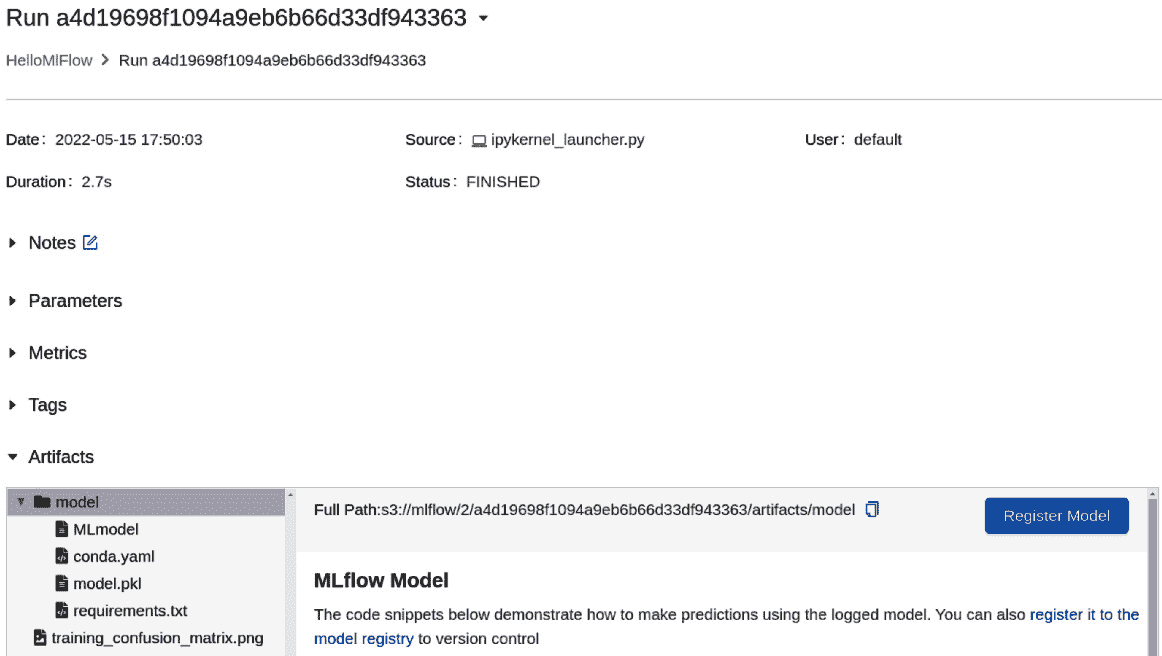 Run a4d19698f1094a9eb6b66d33df943363
HelloMlFlow > Run a4d19698f1094a9eb6b66d33df943363
Date: 2022-05-15 17:50:03 Source: ipykernel_launcher.py User: default
Duration: 2.7s Status: FINISHED
Notes
Parameters
Metrics
Tags
Artifacts
model
MLmodel
conda.yaml
model.pkl
requirements.txt
training_confusion_matrix.png
Full Path:s3://mlflow/2/a4d19698f1094a9eb6b66d33df943363/artifacts/model
Register Model
MLflow Model
The code snippets below demonstrate how to make predictions using the logged model. You can also register it to the
model registry to version control